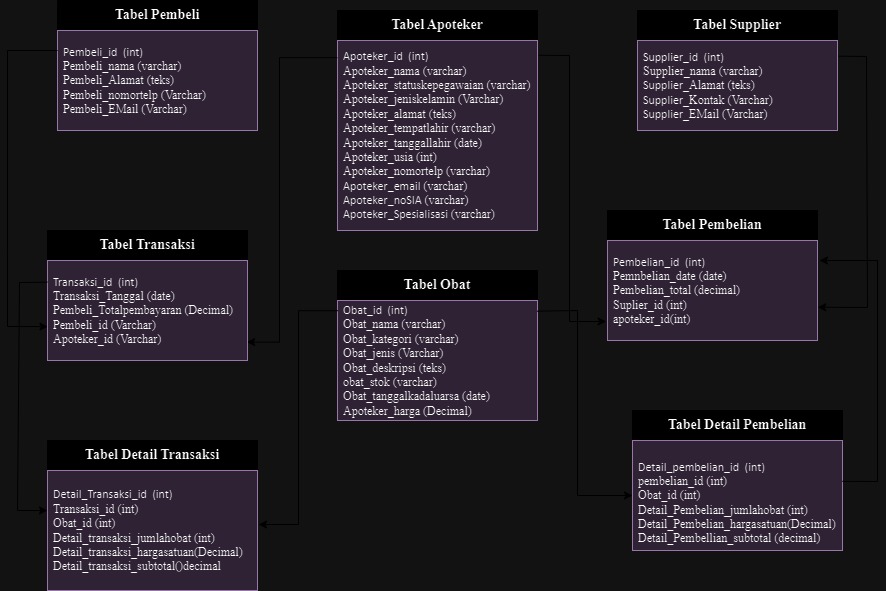 Tabel Pembeli
Pembeli_id (int)
Pembeli_nama (varchar)
Pembeli_Alamat (teks)
Pembeli_nomortelp (Varchar)
Pembeli_EMail (Varchar)
Tabel Apoteker
Apoteker_id (int)
Apoteker_nama (varchar)
Apoteker_statuskepegawaian (varchar)
Apoteker_jeniskelamin (Varchar)
Apoteker_alamat (teks)
Apoteker_tempatlahir (varchar)
Apoteker_tanggallahir (date)
Apoteker_usia (int)
Apoteker_nomortelp (varchar)
Apoteker_email (varchar)
Apoteker_noSIA (varchar)
Apoteker_Spesialisasi (varchar)
Tabel Supplier
Supplier_id (int)
Supplier_nama (varchar)
Supplier_Alamat (teks)
Supplier_Kontak (Varchar)
Supplier_EMail (Varchar)
Tabel Transaksi
Transaksi_id (int)
Transaksi_Tanggal (date)
Pembeli_Totalpembayaran (Decimal)
Pembeli_id (Varchar)
Apoteker_id (Varchar)
Tabel Obat
Obat_id (int)
Obat_nama (varchar)
Obat_kategori (varchar)
Obat_jenis (Varchar)
Obat_deskripsi (teks)
obat_stok (varchar)
Obat_tanggalkadaluarsa (date)
Apoteker_harga (Decimal)
Tabel Pembelian
Pembelian_id (int)
Pemnbelian_date (date)
Pembelian_total (decimal)
Suplier_id (int)
apoteker_id(int)
Tabel Detail Transaksi
Detail_Transaksi_id (int)
Transaksi_id (int)
Obat_id (int)
Detail_transaksi_jumlahobat (int)
Detail_transaksi_hargasatuan(Decimal)
Detail_transaksi_subtotal()decimal
Tabel Detail Pembelian
Detail_pembelian_id (int)
pembelian_id (int)
Obat_id (int)
Detail_Pembelian_jumlahobat (int)
Detail_Pembelian_hargasatuan(Decimal)
Detail_Pembellian_subtotal (decimal)